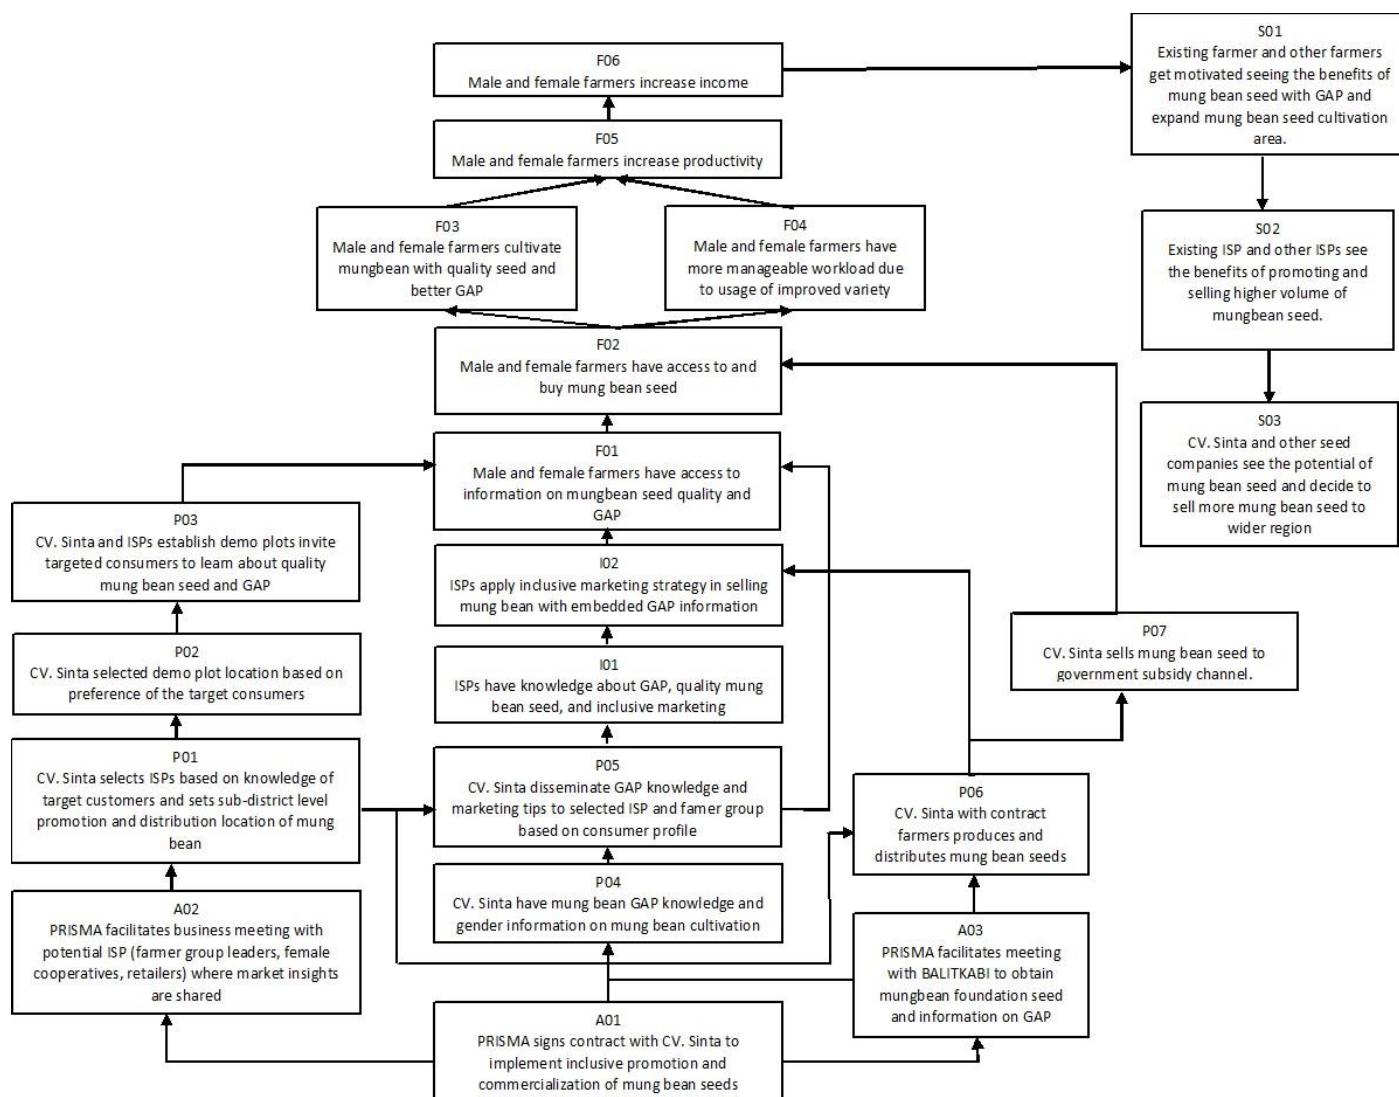 F06
Male and female farmers increase income
S01
Existing farmer and other farmers
get motivated seeing the benefits of
mung bean seed with GAP and
expand mung bean seed cultivation
area.
F05
Male and female farmers increase productivity
F03
Male and female farmers cultivate
mungbean with quality seed and
better GAP
F04
Male and female farmers have
more manageable workload due
to usage of improved variety
S02
Existing ISP and other ISPs see
the benefits of promoting and
selling higher volume of
mungbean seed.
F02
Male and female farmers have access to and
buy mung bean seed
S03
CV. Sinta and other seed
companies see the potential of
mung bean seed and decide to
sell more mung bean seed to
wider region
F01
Male and female farmers have access to
information on mungbean seed quality and
GAP
P03
CV. Sinta and ISPs establish demo plots invite
targeted consumers to learn about quality
mung bean seed and GAP
I02
ISPs apply inclusive marketing strategy in selling
mung bean with embedded GAP information
P07
CV. Sinta sells mung bean seed to
government subsidy channel.
P02
CV. Sinta selected demo plot location based on
preference of the target consumers
I01
ISPs have knowledge about GAP, quality mung
bean seed, and inclusive marketing
P01
CV. Sinta selects ISPs based on knowledge of
target customers and sets sub-district level
promotion and distribution location of mung
bean
P05
CV. Sinta disseminate GAP knowledge and
marketing tips to selected ISP and famer group
based on consumer profile
P06
CV. Sinta with contract
farmers produces and
distributes mung bean seeds
P04
CV. Sinta have mung bean GAP knowledge and
gender information on mung bean cultivation
A02
PRISMA facilitates business meeting with
potential ISP (farmer group leaders, female
cooperatives, retailers) where market insights
are shared
A03
PRISMA facilitates meeting
with BALITKABI to obtain
mungbean foundation seed
and information on GAP
A01
PRISMA signs contract with CV. Sinta to
implement inclusive promotion and
commercialization of mung bean seeds